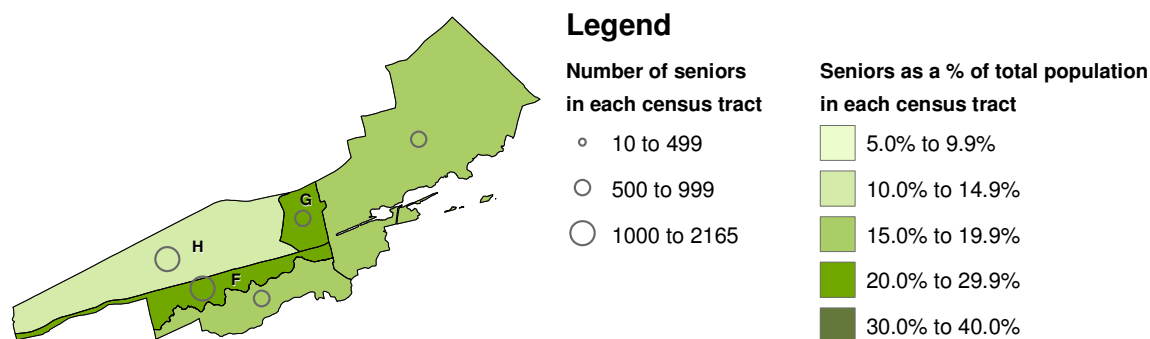 Legend
Number of seniors
in each census tract
10 to 499
500 to 999
1000 to 2165
Seniors as a % of total population
in each census tract
5.0% to 9.9%
10.0% to 14.9%
15.0% to 19.9%
20.0% to 29.9%
30.0% to 40.0%
G
H
F